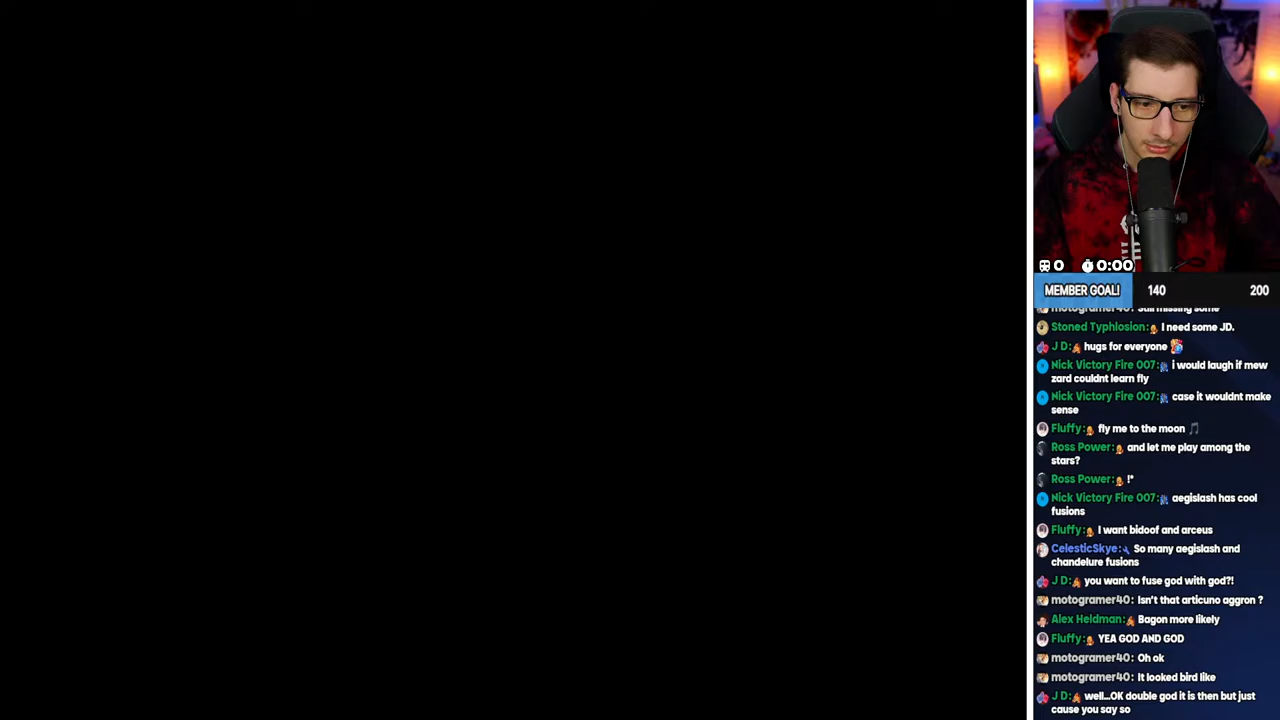 0 0:00
MEMBER GOAL! 140 200
motogramer40: Still missing some
Stoned Typhlosion: I need some JD.
J D: hugs for everyone
Nick Victory Fire 007: i would laugh if mew
zard couldnt learn fly
Nick Victory Fire 007: case it wouldnt make
sense
Fluffy: fly me to the moon 🎵
Ross Power: and let me play among the
stars?
Ross Power: !*
Nick Victory Fire 007: aegislash has cool
fusions
Fluffy: I want bidoof and arceus
CelesticSkye: So many aegislash and
chandelure fusions
J D: you want to fuse god with god?!
motogramer40: Isn't that articuno aggron ?
Alex Heldman: Bagon more likely
Fluffy: YEA GOD AND GOD
motogramer40: Oh ok
motogramer40: It looked bird like
J D: well...OK double god it is then but just
cause you say so